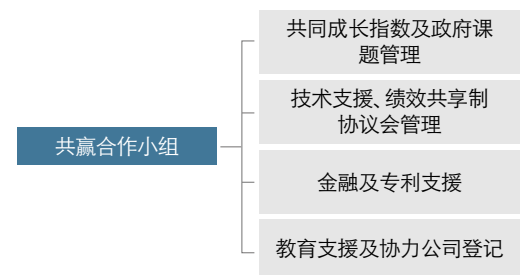 共赢合作小组
共同成长指数及政府课
题管理
技术支援、绩效共享制
协议会管理
金融及专利支援
教育支援及协力公司登记